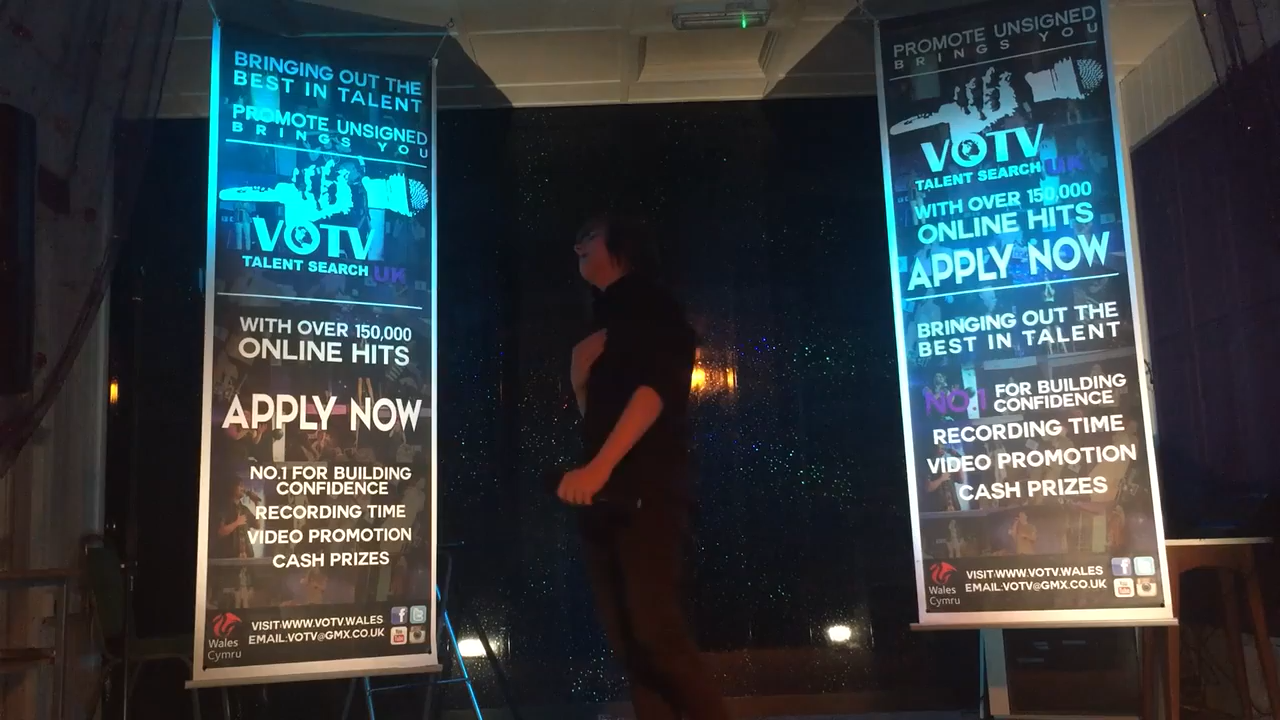 BRINGING OUT THE
BEST IN TALENT
PROMOTE UNSIGNED
BRINGS YOU
VOTV
TALENT SEARCH UK
WITH OVER 150,000
ONLINE HITS
APPLY NOW
NO.1 FOR BUILDING
CONFIDENCE
RECORDING TIME
VIDEO PROMOTION
CASH PRIZES
VISIT:WWW.VOTV.WALES
EMAIL:VOTV@GMX.CO.UK
Wales
Cymru
PROMOTE UNSIGNED
BRINGS YOU
VOTV
TALENT SEARCH UK
WITH OVER 150,000
ONLINE HITS
APPLY NOW
BRINGING OUT THE
BEST IN TALENT
NO.1 FOR BUILDING
CONFIDENCE
RECORDING TIME
VIDEO PROMOTION
CASH PRIZES
VISIT:WWW.VOTV.WALES
EMAIL:VOTV@GMX.CO.UK
Wales
Cymru